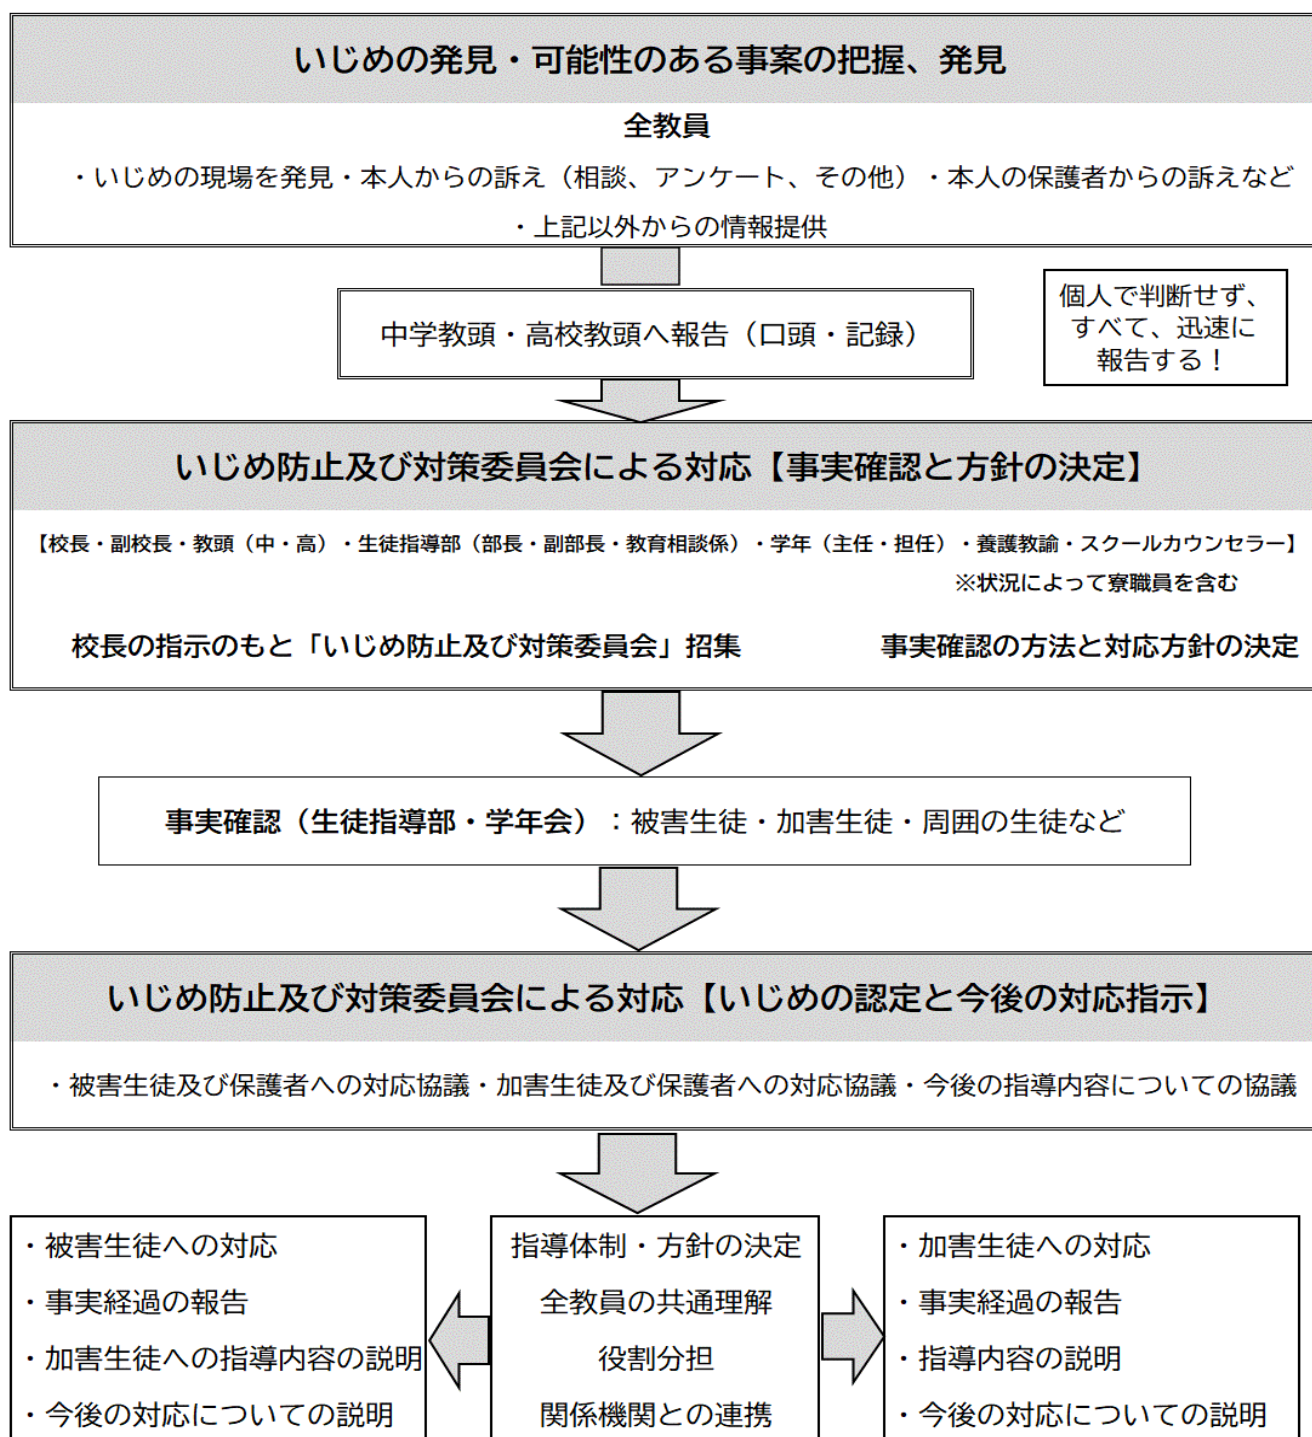 いじめの発見・可能性のある事案の把握、発見
全教員
・いじめの現場を発見・本人からの訴え（相談、アンケート、その他）・本人の保護者からの訴えなど
・上記以外からの情報提供
中学教頭・高校教頭へ報告（口頭・記録）
個人で判断せず、
すべて、迅速に
報告する！
いじめ防止及び対策委員会による対応【事実確認と方針の決定】
【校長・副校長・教頭（中・高）・生徒指導部（部長・副部長・教育相談係）・学年（主任・担任）・養護教諭・スクールカウンセラー】
※状況によって寮職員を含む
校長の指示のもと「いじめ防止及び対策委員会」招集　事実確認の方法と対応方針の決定
事実確認（生徒指導部・学年会）：被害生徒・加害生徒・周囲の生徒など
いじめ防止及び対策委員会による対応【いじめの認定と今後の対応指示】
・被害生徒及び保護者への対応協議・加害生徒及び保護者への対応協議・今後の指導内容についての協議
・被害生徒への対応
・事実経過の報告
・加害生徒への指導内容の説明
・今後の対応についての説明
指導体制・方針の決定
全教員の共通理解
役割分担
関係機関との連携
・加害生徒への対応
・事実経過の報告
・指導内容の説明
・今後の対応についての説明